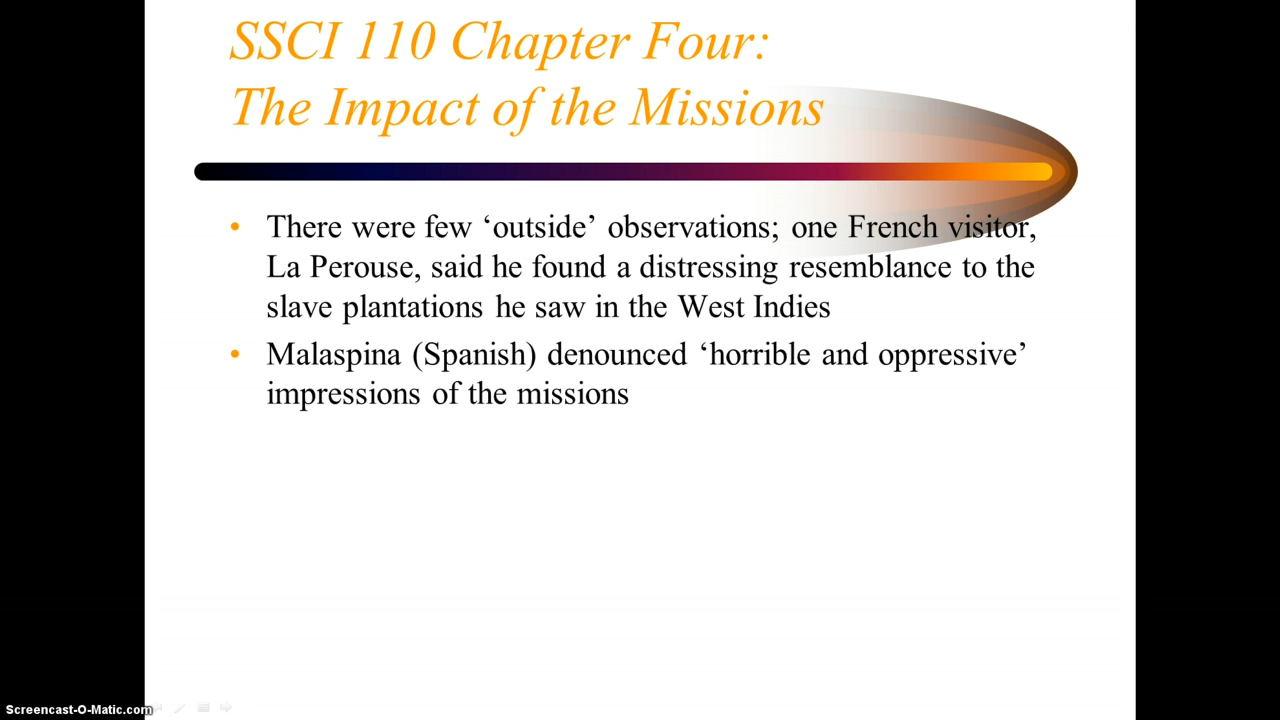 SSCI 110 Chapter Four:
The Impact of the Missions
• There were few ‘outside’ observations; one French visitor,
La Perouse, said he found a distressing resemblance to the
slave plantations he saw in the West Indies
• Malaspina (Spanish) denounced ‘horrible and oppressive’
impressions of the missions
Screencast-O-Matic.com